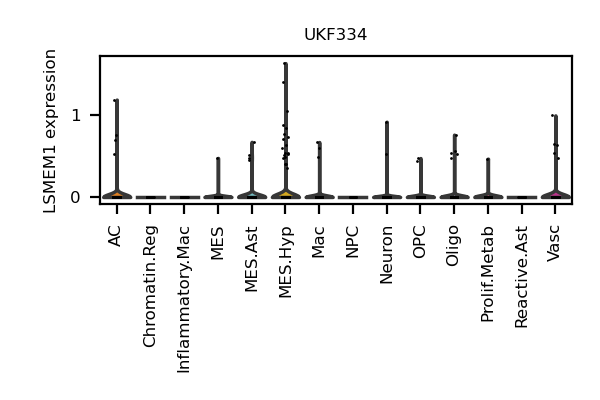 UKF334
LSMEM1 expression
1
0
AC
Chromatin.Reg
Inflammatory.Mac
MES
MES.Ast
MES.Hyp
Mac
NPC
Neuron
OPC
Oligo
Prolif.Metab
Reactive.Ast
Vasc